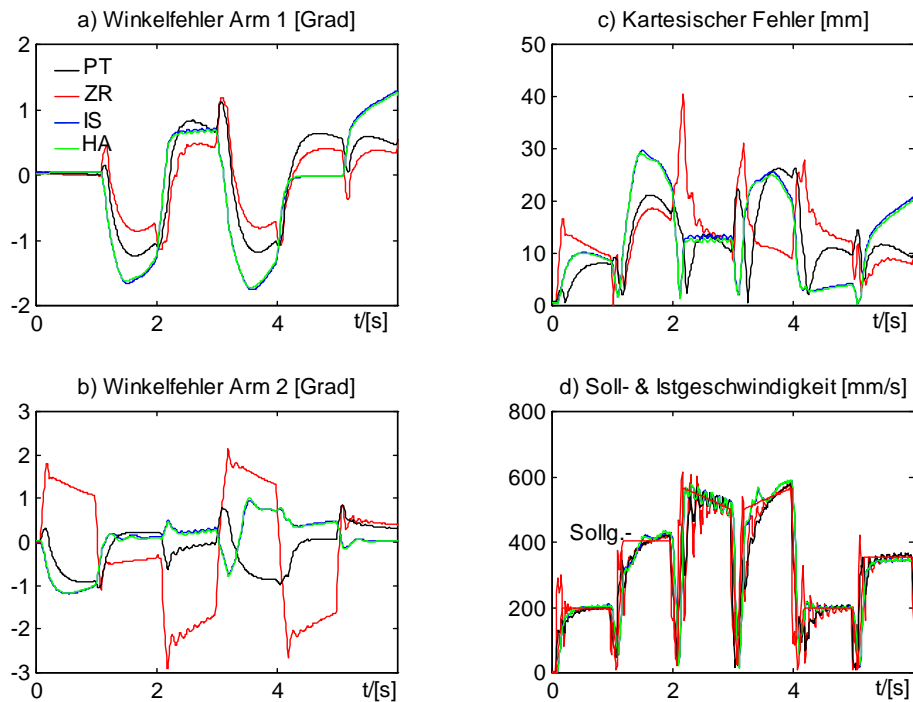 a) Winkelfehler Arm 1 [Grad]
2
1
0
-1
-2
PT
ZR
IS
HA
0
2
4
t/[s]
c) Kartesischer Fehler [mm]
50
40
30
20
10
0
0
2
4
t/[s]
b) Winkelfehler Arm 2 [Grad]
3
2
1
0
-1
-2
-3
0
2
4
t/[s]
d) Soll- & Istgeschwindigkeit [mm/s]
800
600
400
200
0
Sollg.-
0
2
4
t/[s]